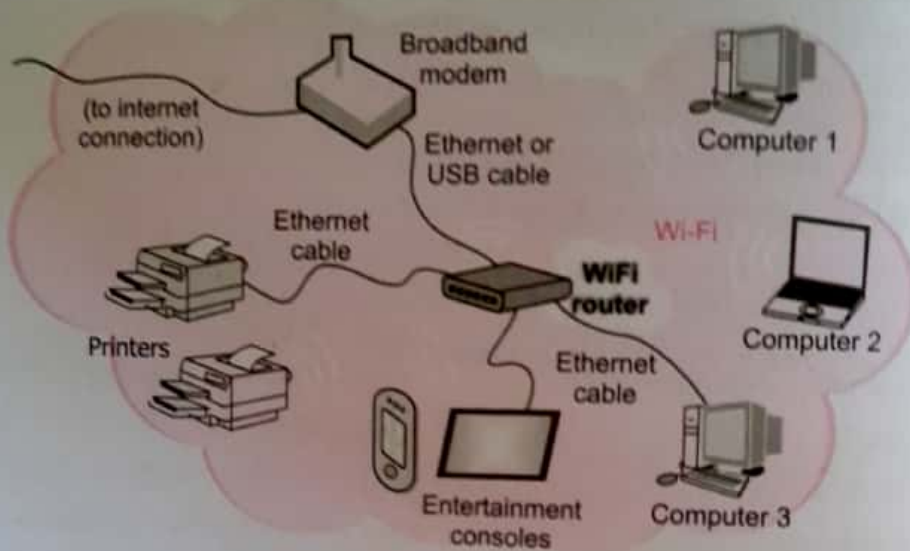 Broadband
modem
(to internet
connection)
Computer 1
Ethernet or
USB cable
Ethernet
cable
Wi-Fi
WiFi
router
Printers
Computer 2
Ethernet
cable
Entertainment
consoles
Computer 3